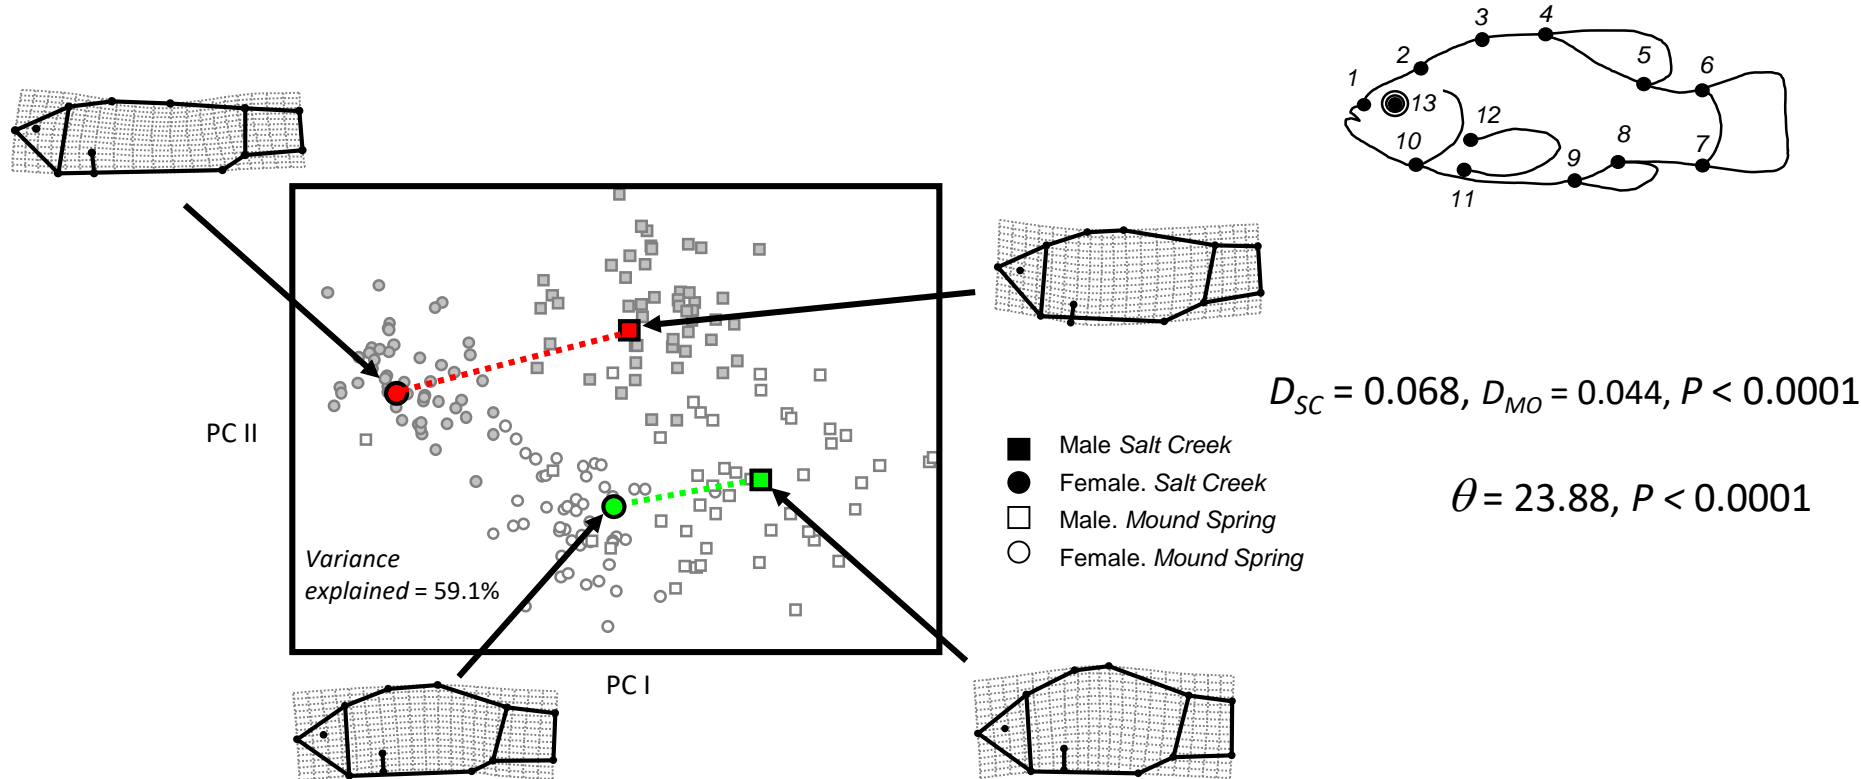 3
4
2
5
6
1
13
12
10
8
7
9
11
PC II
D_SC = 0.068, D_MO = 0.044, P < 0.0001
Male Salt Creek
Female. Salt Creek
θ = 23.88, P < 0.0001
Male. Mound Spring
Female. Mound Spring
Variance
explained = 59.1%
PC I